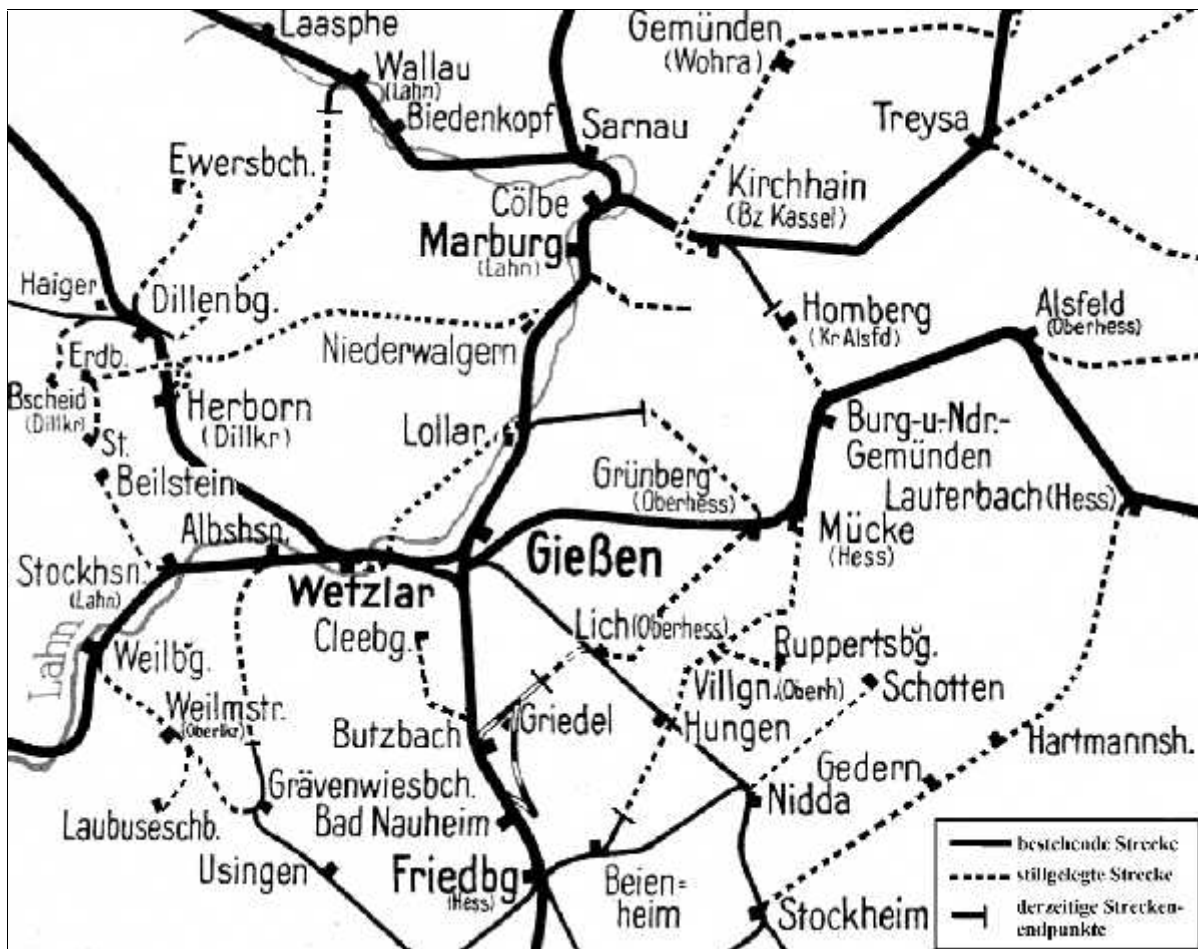 Laasphe
Wallau
(Lahn)
Biedenkopf
Gemünden
(Wohra)
Sarnau
Treysa
Ewersbch.
Cölbe
Kirchhain
(Bz Kassel)
Marburg
(Lahn)
Haiger
Dillenbg.
Homberg
(Kr Alsfd)
Alsfeld
(Oberhess)
Erdb.
Niederwalgern
Bscheid
(Dillkr)
Herborn
(Dillkr)
St.
Beilstein
Lollar
Burg-u-Ndr.-
Gemünden
Grünberg
(Oberhess)
Lauterbach (Hess)
Mücke
(Hess)
Albshsn.
Stockhsn.
(Lahn)
Wetzlar
Gießen
Cleebg.
Lich (Oberhess)
Ruppertsbg.
Villgn. (Oberh)
Lahn
Weilbg.
Schotten
Weilmstr.
(Oberlkr)
Griedel
Hungen
Butzbach
Hartmannsh.
Gedern
Grävenwiesbch.
Nidda
Laubuseschb.
Bad Nauheim
Usingen
Friedbg
(Hess)
Beien=
heim
Stockheim
bestehende Strecke
stillgelegte Strecke
derzeitige Strecken-
endpunkte